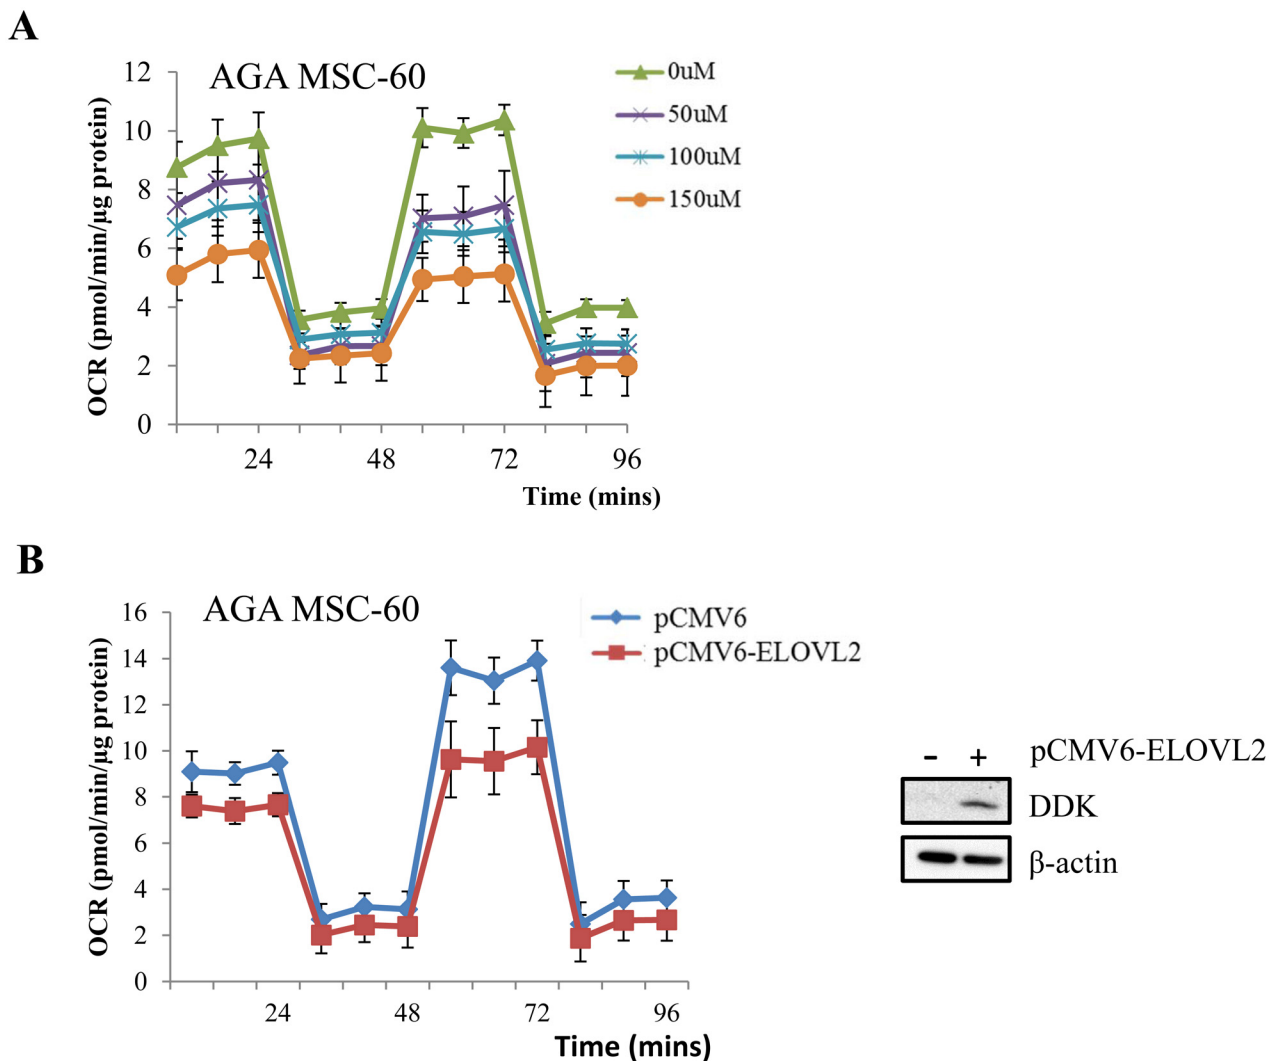 A
AGA MSC-60
OCR (pmol/min/µg protein)
12
10
8
6
4
2
0
24 48 72 96
Time (mins)
0uM
50uM
100uM
150uM
B
AGA MSC-60
OCR (pmol/min/µg protein)
16
14
12
10
8
6
4
2
0
24 48 72 96
Time (mins)
pCMV6
pCMV6-ELOVL2
- + pCMV6-ELOVL2
DDK
β-actin